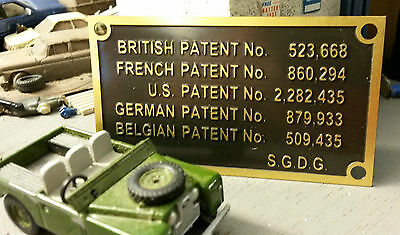 BRITISH PATENT No. 523,668
FRENCH PATENT No. 860,294
U.S. PATENT No. 2,282,435
GERMAN PATENT No. 879,933
BELGIAN PATENT No. 509,435
S.G.D.G.